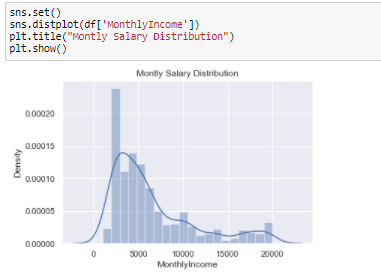 sns.set()
sns.distplot(df['MonthlyIncome'])
plt.title("Montly Salary Distribution")
plt.show()
Montly Salary Distribution
0.00020
0.00015
0.00010
0.00005
0.00000
Density
0 5000 10000 15000 20000
MonthlyIncome